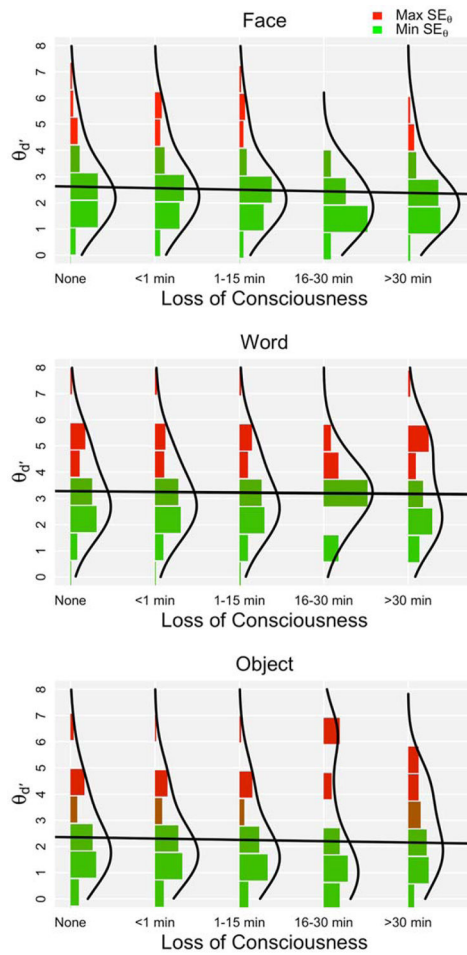 Face
Max SEθ
Min SEθ
8
7
6
5
4
3
2
1
0
θd′
None
<1 min
1-15 min
16-30 min
>30 min
Loss of Consciousness
Word
8
7
6
5
4
3
2
1
0
θd′
None
<1 min
1-15 min
16-30 min
>30 min
Loss of Consciousness
Object
8
7
6
5
4
3
2
1
0
θd′
None
<1 min
1-15 min
16-30 min
>30 min
Loss of Consciousness